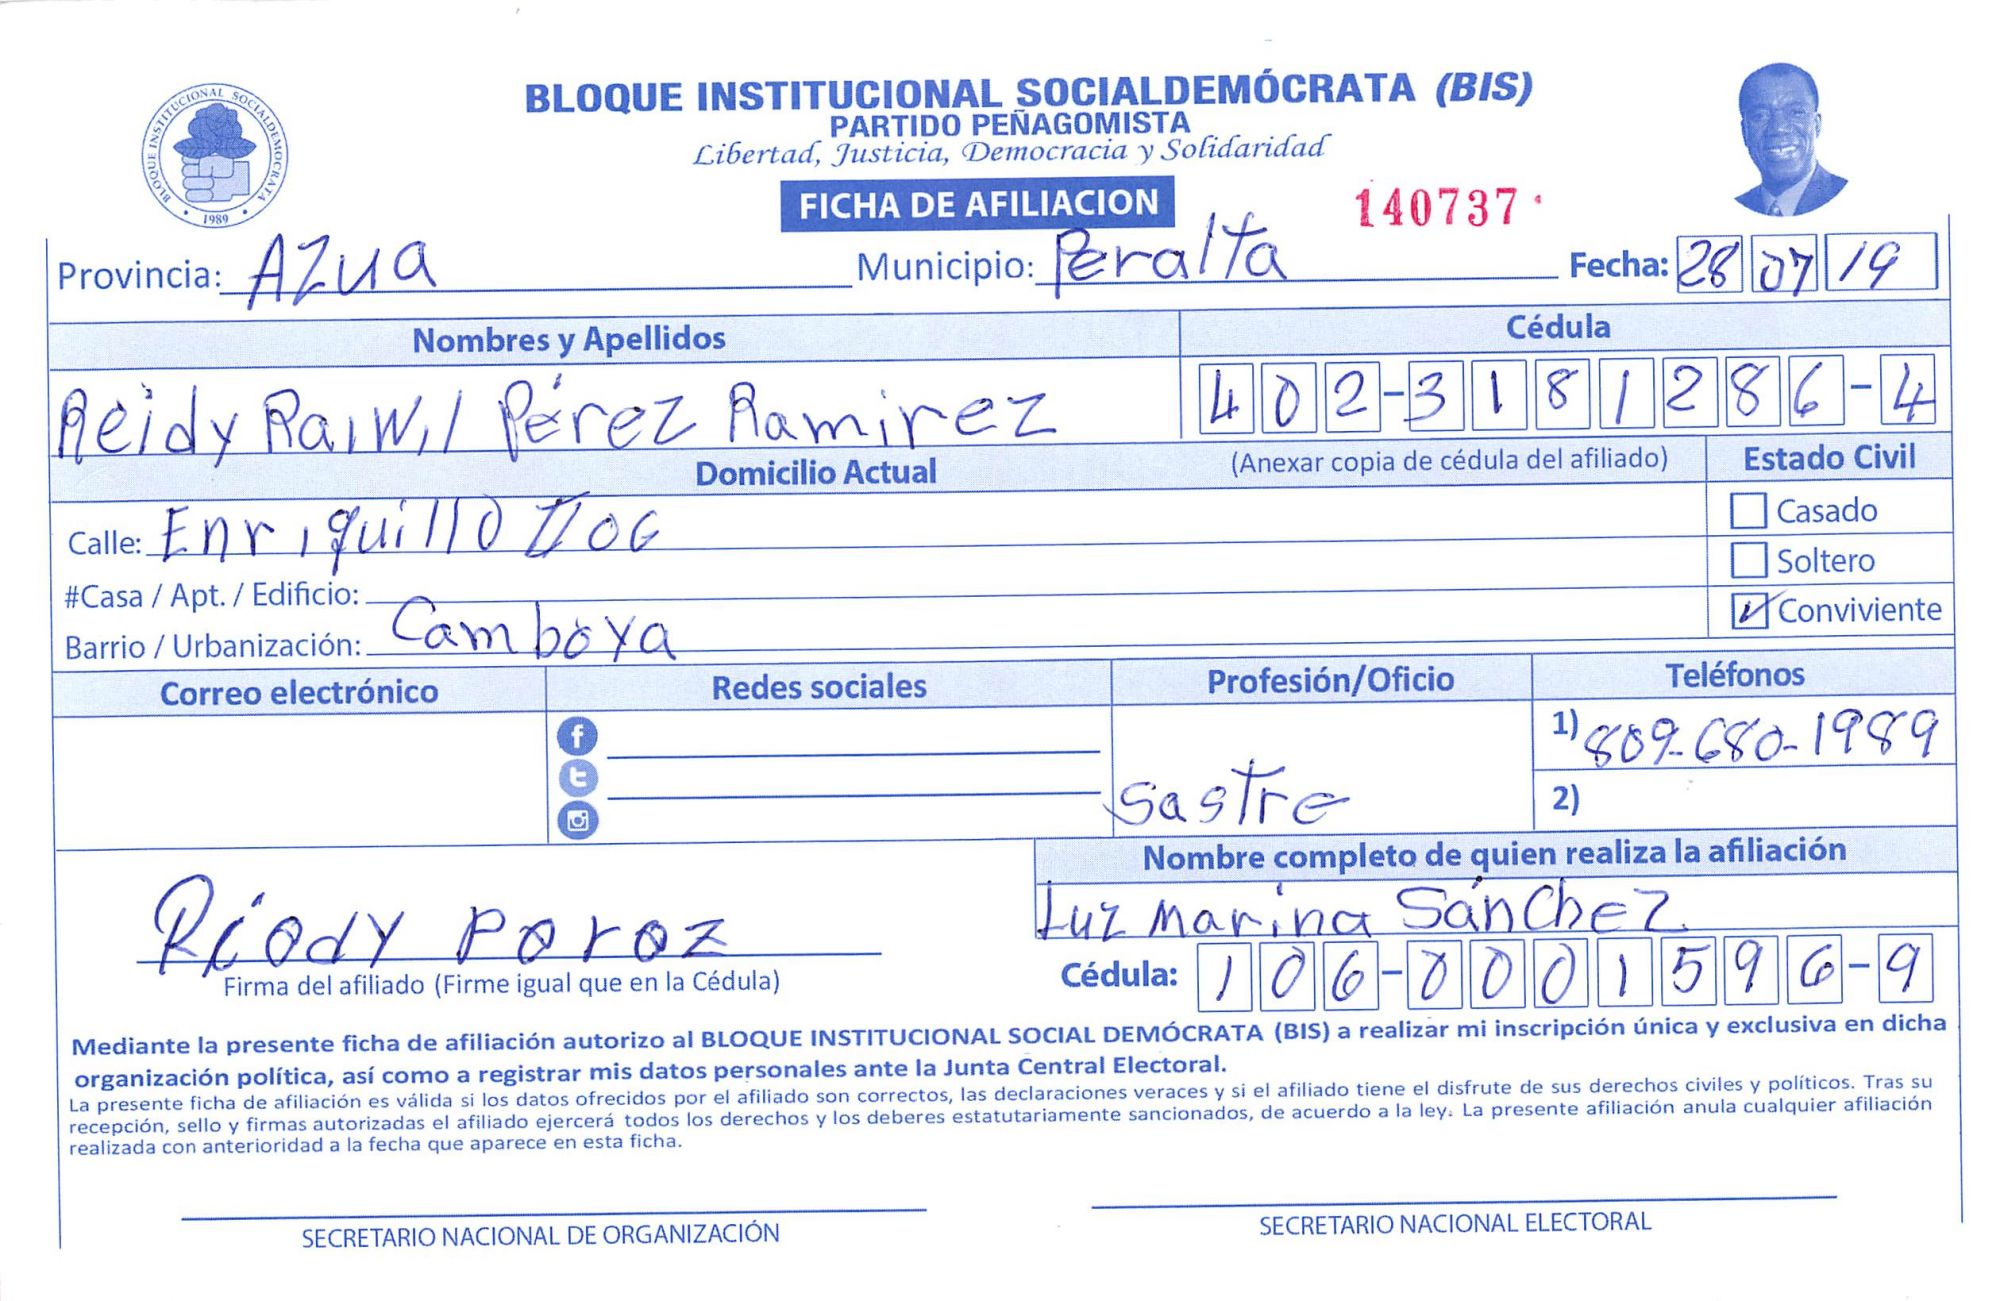 BLOQUE INSTITUCIONAL SOCIALDEMÓCRATA (BIS)
PARTIDO PEÑAGOMISTA
Libertad, Justicia, Democracia y Solidaridad
BLOQUE INSTITUCIONAL SOCIALDEMOCRATA
• 1989 •
FICHA DE AFILIACION 140737
Provincia: AZUA Municipio: Peralta Fecha: 28 07 19
Nombres y Apellidos Cédula
Reidy Raiwil Pérez Ramirez 402-3181286-4
Domicilio Actual (Anexar copia de cédula del afiliado) Estado Civil
Calle: Enriquillo
Casado
Soltero
#Casa / Apt. / Edificio:
Conviviente
Barrio / Urbanización: Camboya
Correo electrónico Redes sociales Profesión/Oficio Teléfonos
1) 809-680-1989
Sastre
2)
Nombre completo de quien realiza la afiliación
Luz Marina Sánchez
Riody Poroz
Cédula: 106-0001596-9
Firma del afiliado (Firme igual que en la Cédula)
Mediante la presente ficha de afiliación autorizo al BLOQUE INSTITUCIONAL SOCIAL DEMÓCRATA (BIS) a realizar mi inscripción única y exclusiva en dicha
organización política, así como a registrar mis datos personales ante la Junta Central Electoral.
La presente ficha de afiliación es válida si los datos ofrecidos por el afiliado son correctos, las declaraciones veraces y si el afiliado tiene el disfrute de sus derechos civiles y políticos. Tras su
recepción, sello y firmas autorizadas el afiliado ejercerá todos los derechos y los deberes estatutariamente sancionados, de acuerdo a la ley. La presente afiliación anula cualquier afiliación
realizada con anterioridad a la fecha que aparece en esta ficha.
SECRETARIO NACIONAL DE ORGANIZACIÓN SECRETARIO NACIONAL ELECTORAL